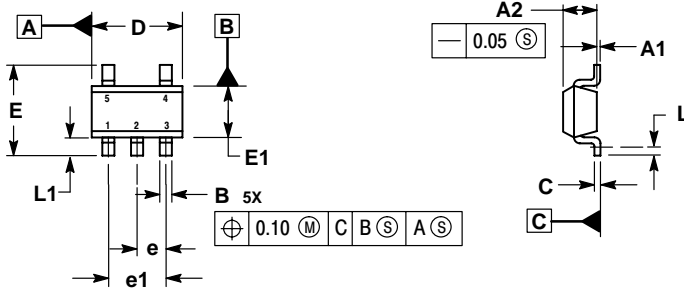 A
D
B
A2
— 0.05 Ⓢ
A1
E
5 4
1 2 3
L
L1
E1
B 5X
C
⌖ 0.10 Ⓜ C B Ⓢ A Ⓢ
C
e
e1